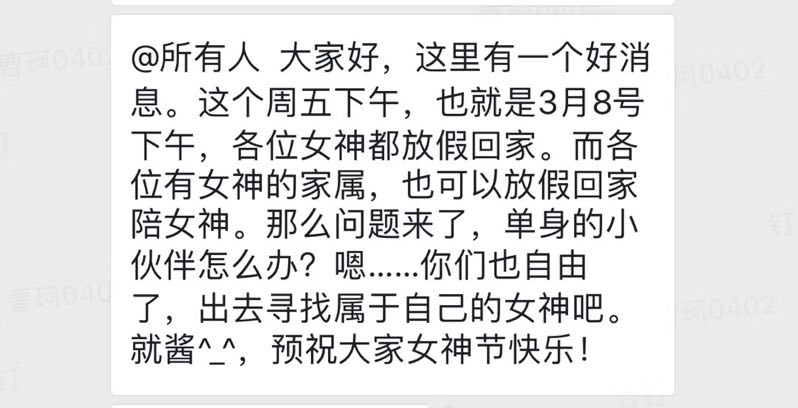 @所有人 大家好，这里有一个好消
息。这个周五下午，也就是3月8号
下午，各位女神都放假回家。而各
位有女神的家属，也可以放假回家
陪女神。那么问题来了，单身的小
伙伴怎么办？嗯......你们也自由
了，出去寻找属于自己的女神吧。
就酱^_^，预祝大家女神节快乐！
曹珂0402
珂0402
钉
曹珂040
珂0402
钉